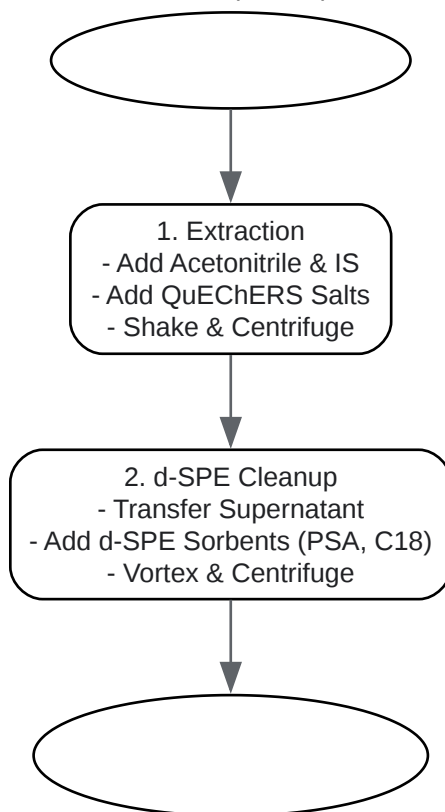 1. Extraction
- Add Acetonitrile & IS
- Add QuEChERS Salts
- Shake & Centrifuge
2. d-SPE Cleanup
- Transfer Supernatant
- Add d-SPE Sorbents (PSA, C18)
- Vortex & Centrifuge